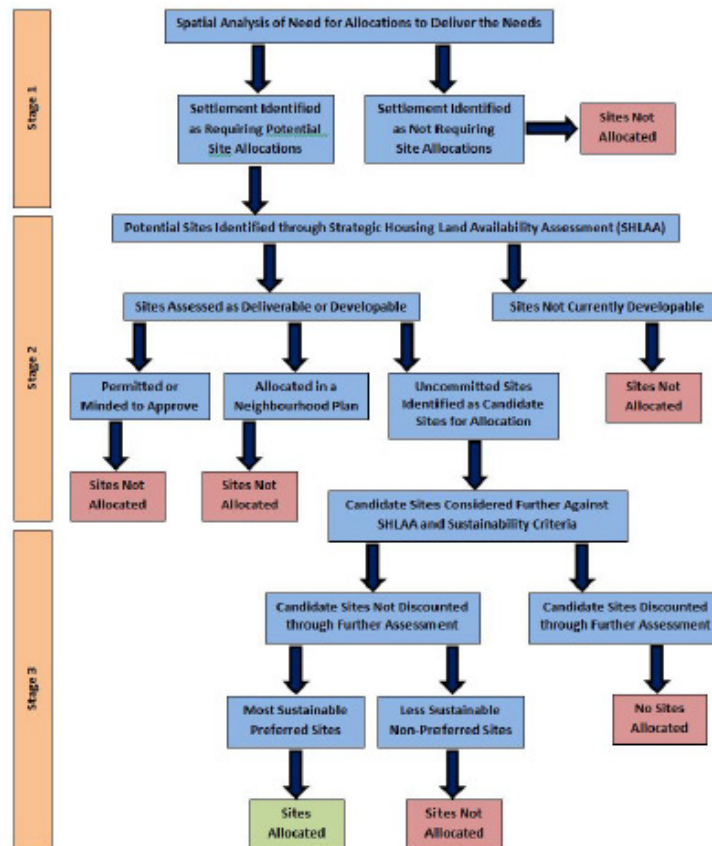 Stage 1
Spatial Analysis of Need for Allocations to Deliver the Needs
Settlement Identified
as Requiring Potential
Site Allocations
Settlement Identified
as Not Requiring
Site Allocations
Sites Not
Allocated
Stage 2
Potential Sites Identified through Strategic Housing Land Availability Assessment (SHLAA)
Sites Assessed as Deliverable or Developable
Sites Not Currently Developable
Permitted or
Minded to Approve
Allocated in a
Neighbourhood Plan
Uncommitted Sites
Identified as Candidate
Sites for Allocation
Sites Not
Allocated
Sites Not
Allocated
Sites Not
Allocated
Candidate Sites Considered Further Against
SHLAA and Sustainability Criteria
Stage 3
Candidate Sites Not Discounted
through Further Assessment
Candidate Sites Discounted
through Further Assessment
Most Sustainable
Preferred Sites
Less Sustainable
Non-Preferred Sites
No Sites
Allocated
Sites
Allocated
Sites Not
Allocated